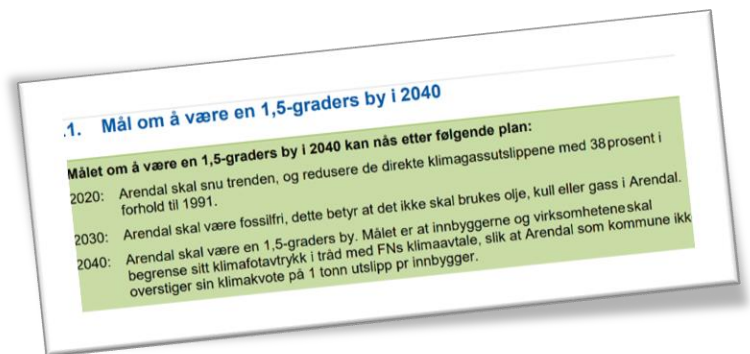 .1. Mål om å være en 1,5-graders by i 2040
Målet om å være en 1,5-graders by i 2040 kan nås etter følgende plan:
2020: Arendal skal snu trenden, og redusere de direkte klimagassutslippene med 38 prosent i
forhold til 1991.
2030: Arendal skal være fossilfri, dette betyr at det ikke skal brukes olje, kull eller gass i Arendal.
2040: Arendal skal være en 1,5-graders by. Målet er at innbyggerne og virksomhetene skal
begrense sitt klimafotavtrykk i tråd med FNs klimaavtale, slik at Arendal som kommune ikk
overstiger sin klimakvote på 1 tonn utslipp pr innbygger.